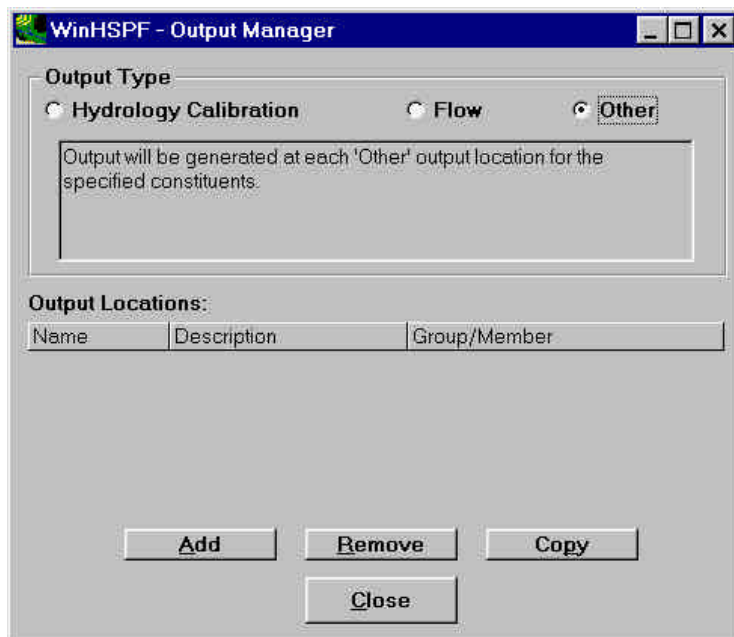 WinHSPF - Output Manager
Output Type
Hydrology Calibration Flow Other
Output will be generated at each 'Other' output location for the
specified constituents.
Output Locations:
Name Description Group/Member
Add Remove Copy
Close